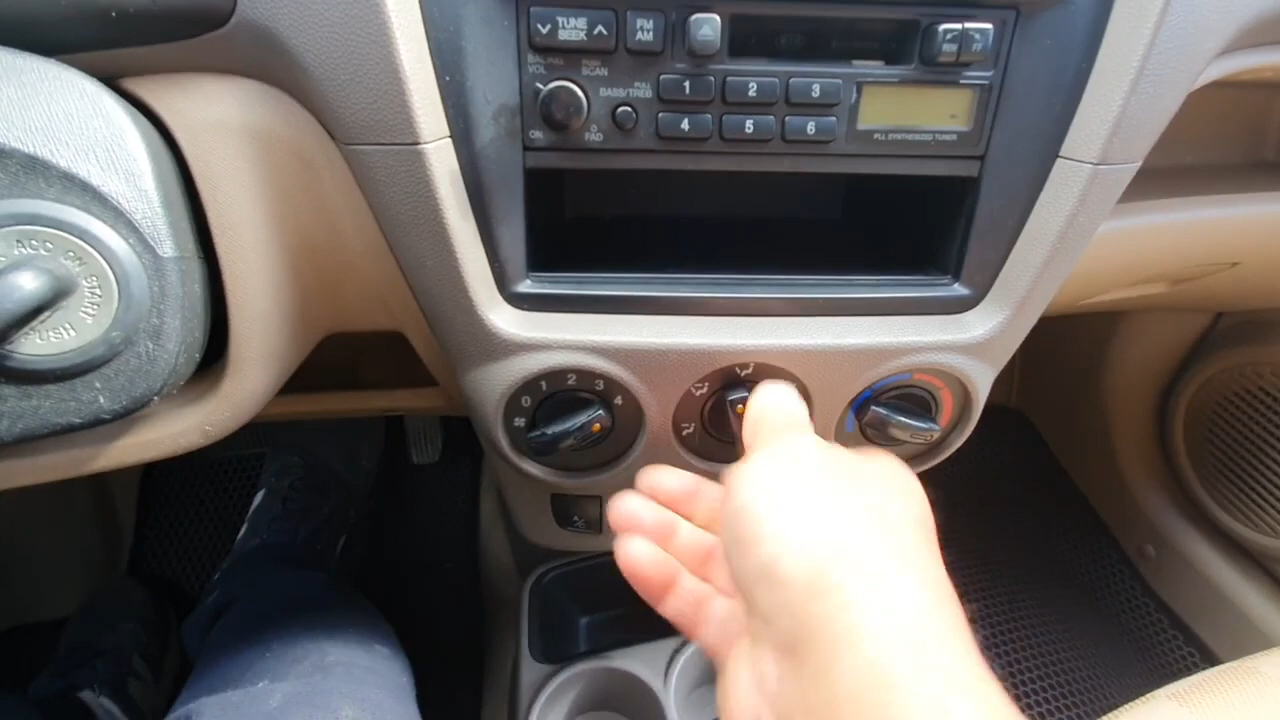 TUNE
SEEK
FM
AM
REW
FF
BAL
VOL
PUSH
SCAN
PULL
BASS/TREB
ON
FAD
1
2
3
4
5
6
PLL SYNTHESIZED TUNER
ACC
ON
START
PUSH
0
1
2
3
4
A/C